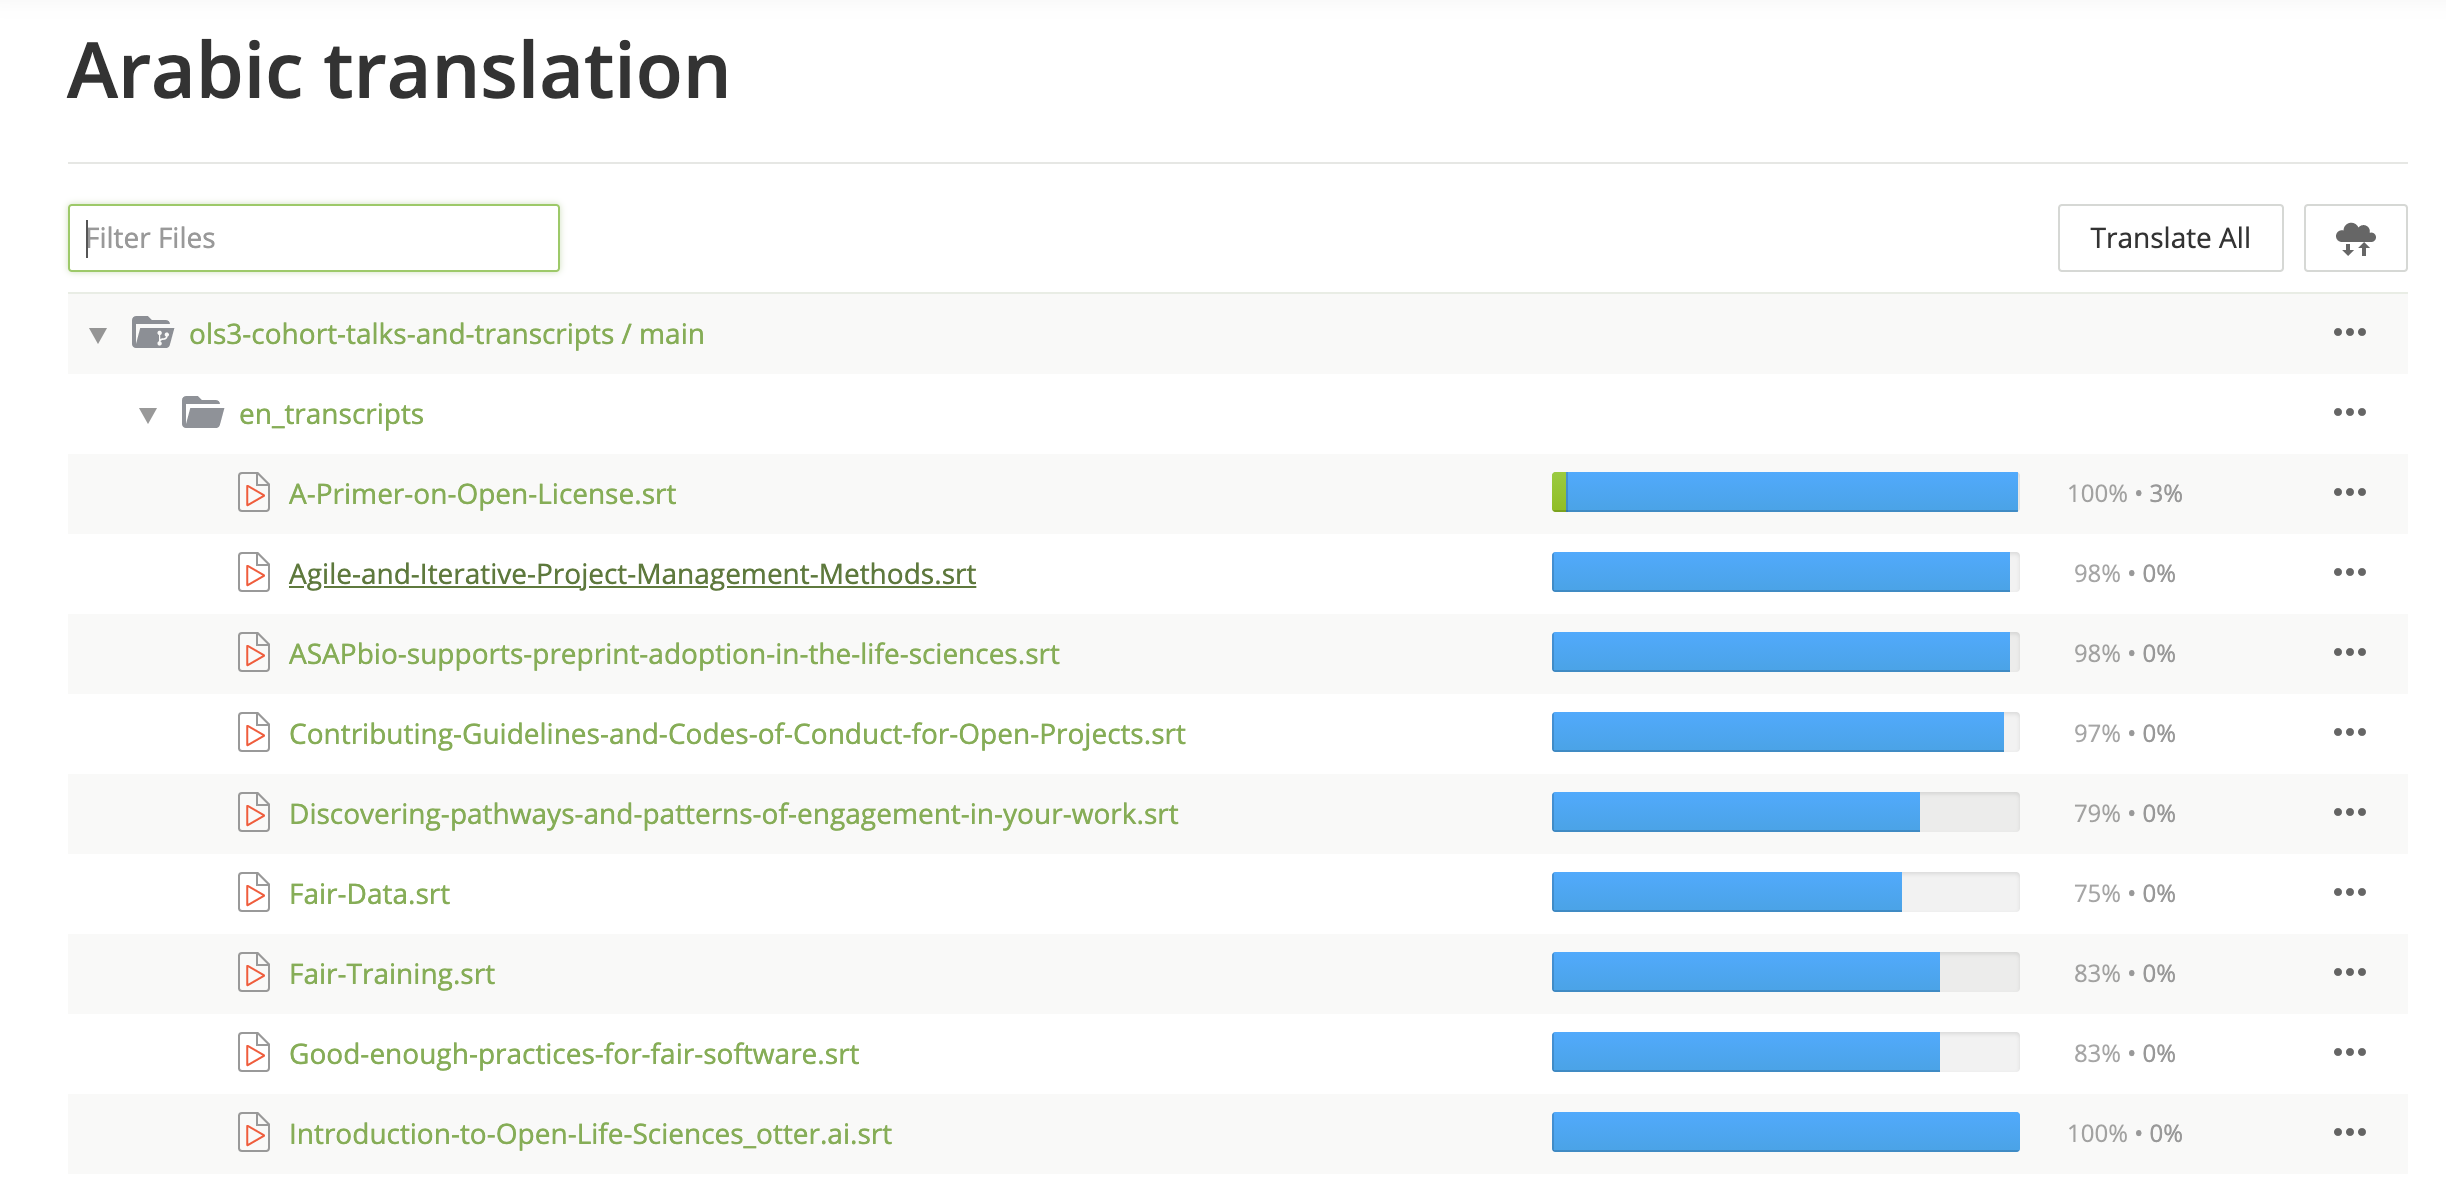 Arabic translation
Filter Files
Translate All
ols3-cohort-talks-and-transcripts / main
en_transcripts
A-Primer-on-Open-License.srt 100% • 3%
Agile-and-Iterative-Project-Management-Methods.srt 98% • 0%
ASAPbio-supports-preprint-adoption-in-the-life-sciences.srt 98% • 0%
Contributing-Guidelines-and-Codes-of-Conduct-for-Open-Projects.srt 97% • 0%
Discovering-pathways-and-patterns-of-engagement-in-your-work.srt 79% • 0%
Fair-Data.srt 75% • 0%
Fair-Training.srt 83% • 0%
Good-enough-practices-for-fair-software.srt 83% • 0%
Introduction-to-Open-Life-Sciences_otter.ai.srt 100% • 0%